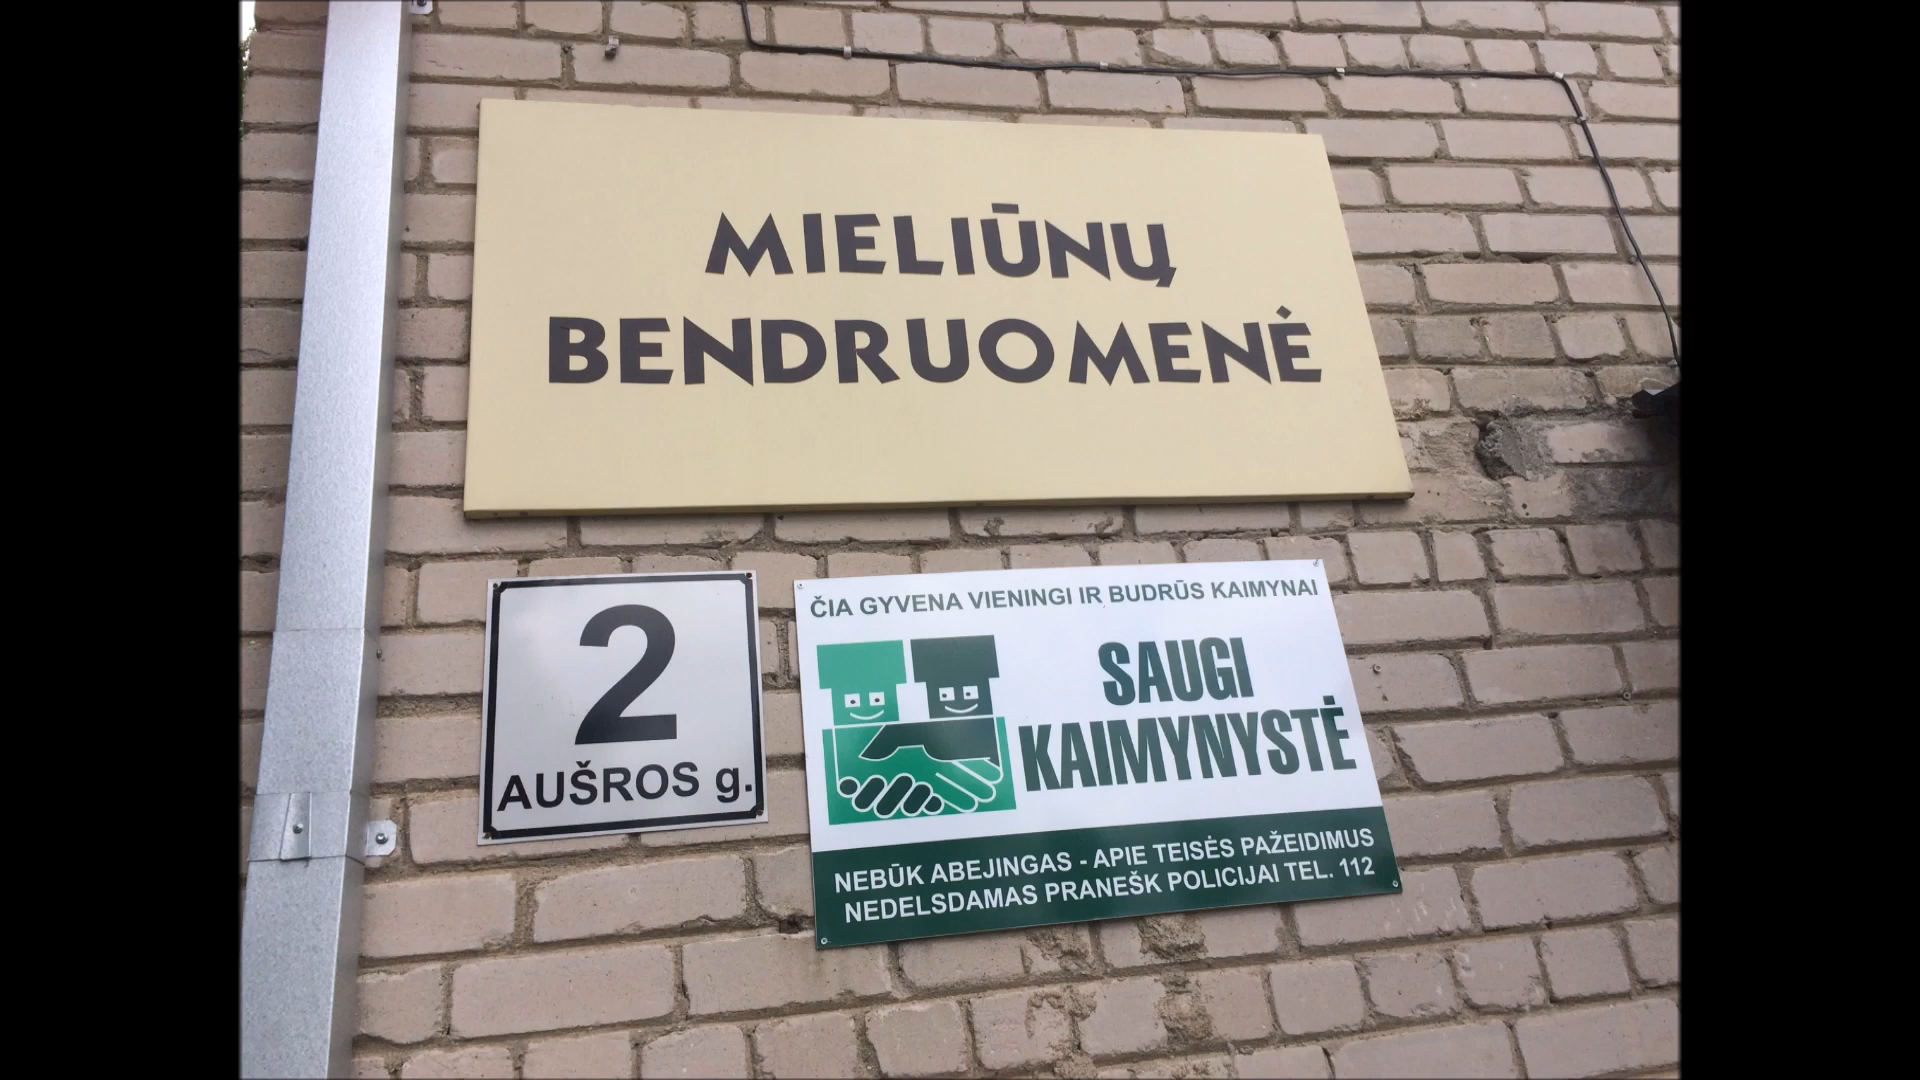 MIELIŪNŲ
BENDRUOMENĖ
2
AUŠROS g.
ČIA GYVENA VIENINGI IR BUDRŪS KAIMYNAI
SAUGI
KAIMYNYSTĖ
NEBŪK ABEJINGAS - APIE TEISĖS PAŽEIDIMUS
NEDELSDAMAS PRANEŠK POLICIJAI TEL. 112